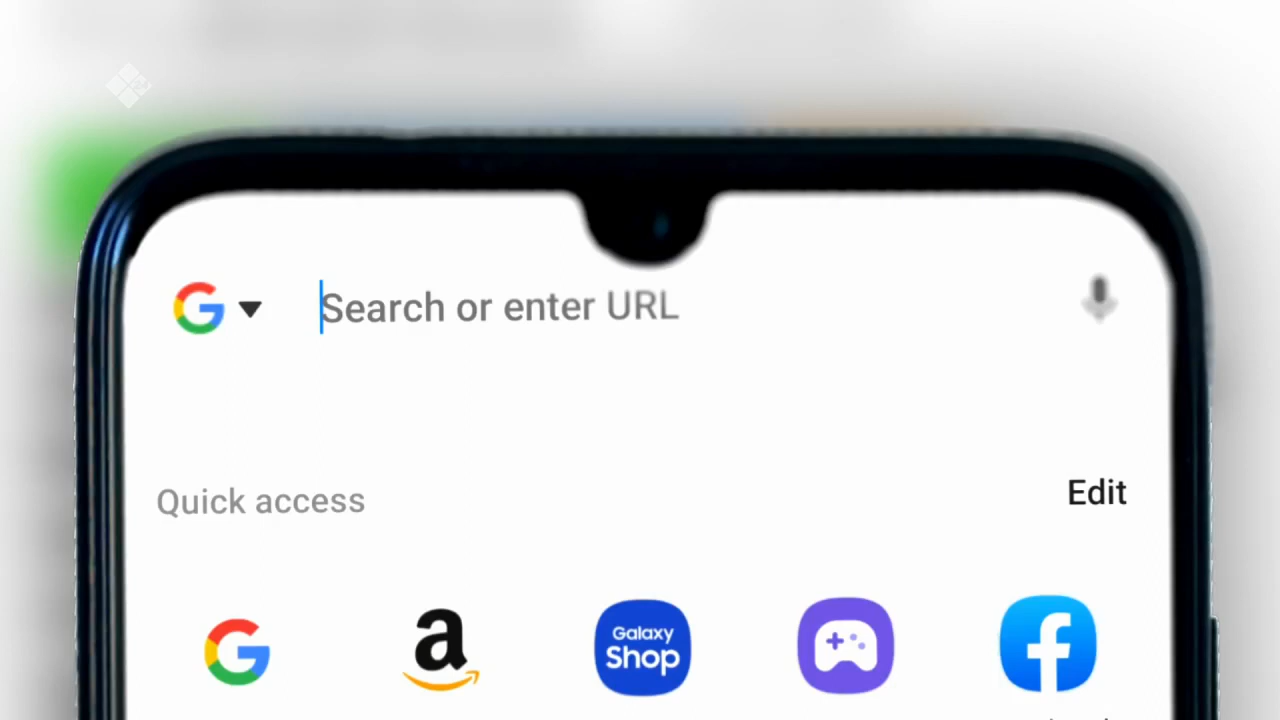 Search or enter URL
Quick access
Edit
a
Galaxy
Shop